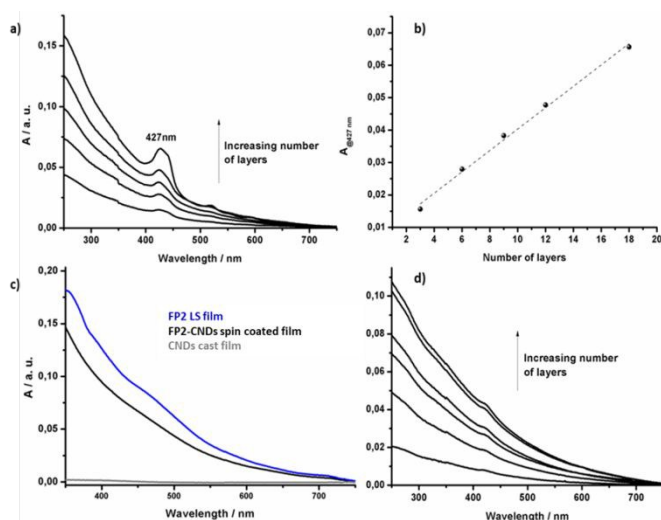 a)
0,15
0,10
0,05
0,00
A / a. u.
427nm
Increasing number
of layers
300
400
500
600
700
Wavelength / nm
b)
0,07
0,06
0,05
0,04
0,03
0,02
0,01
A@427 nm
2
4
6
8
10
12
14
16
18
20
Number of layers
c)
0,20
0,15
0,10
0,05
0,00
A / a. u.
FP2 LS film
FP2-CNDs spin coated film
CNDs cast film
400
500
600
700
Wavelength / nm
d)
0,10
0,08
0,06
0,04
0,02
0,00
Increasing number
of layers
300
400
500
600
700
Wavelength / nm